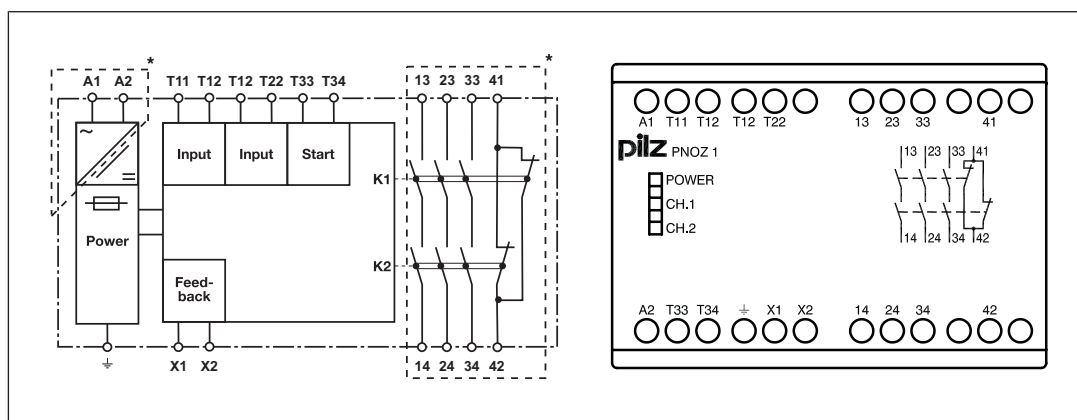 *
*
A1 A2 T11 T12 T12 T22 T33 T34 13 23 33 41
~
=
Input Input Start
K1
Power
K2
Feed-
back
X1 X2 14 24 34 42
A1 T11 T12 T12 T22 13 23 33 41
pilz PNOZ 1
13 23 33 41
POWER
CH.1
CH.2
14 24 34 42
A2 T33 T34 X1 X2 14 24 34 42